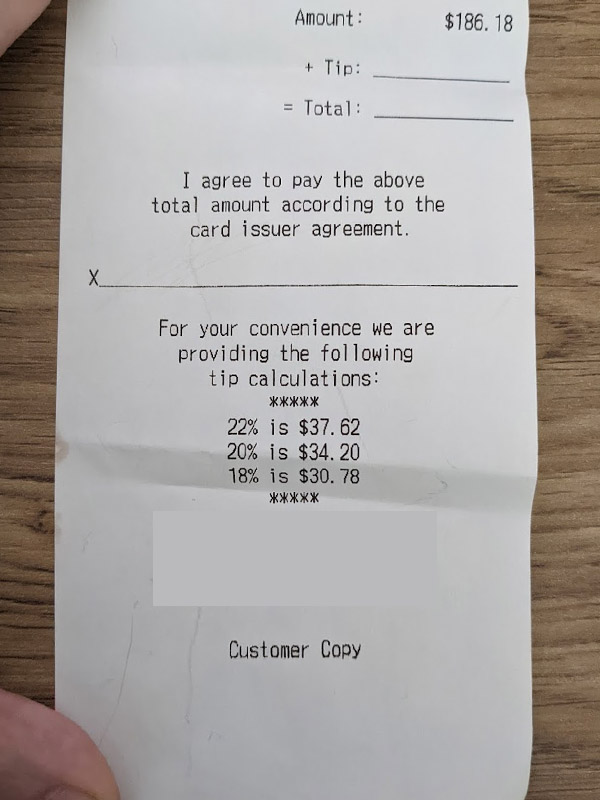 Amount: $186.18
+ Tip:
= Total:
I agree to pay the above
total amount according to the
card issuer agreement.
X
For your convenience we are
providing the following
tip calculations:
*****
22% is $37.62
20% is $34.20
18% is $30.78
*****
Customer Copy